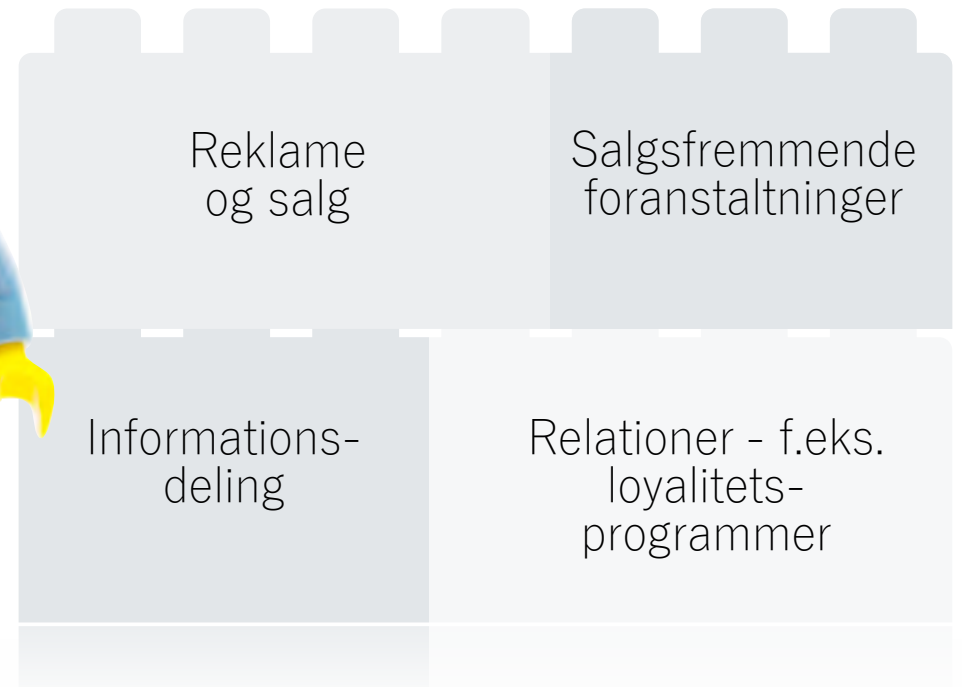 Reklame
og salg
Salgsfremmende
foranstaltninger
Informations-
deling
Relationer - f.eks.
loyalitets-
programmer